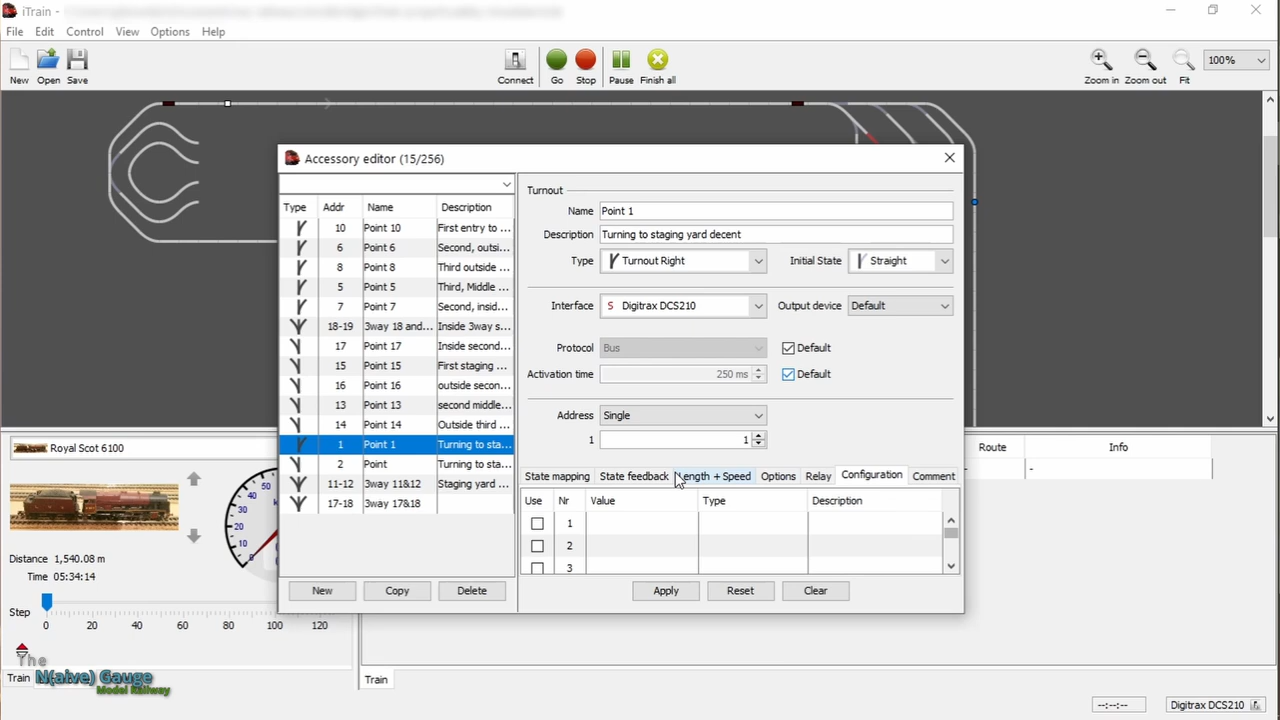 iTrain -
File Edit Control View Options Help
New Open Save Connect Go Stop Pause Finish all Zoom in Zoom out Fit 100%
Accessory editor (15/256)
Type Addr Name Description
10 Point 10 First entry to ...
6 Point 6 Second, outsi...
8 Point 8 Third outside ...
5 Point 5 Third, Middle ...
7 Point 7 Second, insid...
18-19 3way 18 and... Inside 3way s...
17 Point 17 Inside second...
15 Point 15 First staging ...
16 Point 16 outside secon...
13 Point 13 second middle...
14 Point 14 Outside third ...
1 Point 1 Turning to sta...
2 Point Turning to sta...
11-12 3way 11&12 Staging yard ...
17-18 3way 17&18
New Copy Delete
Turnout
Name Point 1
Description Turning to staging yard decent
Type Turnout Right Initial State Straight
Interface S Digitrax DCS210 Output device Default
Protocol Bus Default
Activation time 250 ms Default
Address Single
1 1
State mapping State feedback Length + Speed Options Relay Configuration Comment
Use Nr Value Type Description
1
2
3
Apply Reset Clear
Royal Scot 6100
Distance 1,540.08 m
Time 05:34:14
Step
0 20 40 60 80 100 120
0 10 20 30 40 50
Route Info
- -
Train
Train
The
N(aive) Gauge
Model Railway
--:--:-- Digitrax DCS210